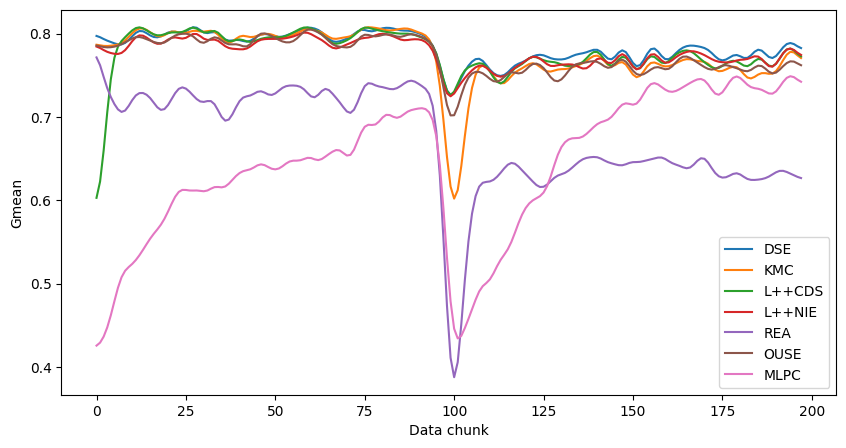 0.8
0.7
0.6
0.5
0.4
Gmean
0
25
50
75
100
125
150
175
200
Data chunk
DSE
KMC
L++CDS
L++NIE
REA
OUSE
MLPC